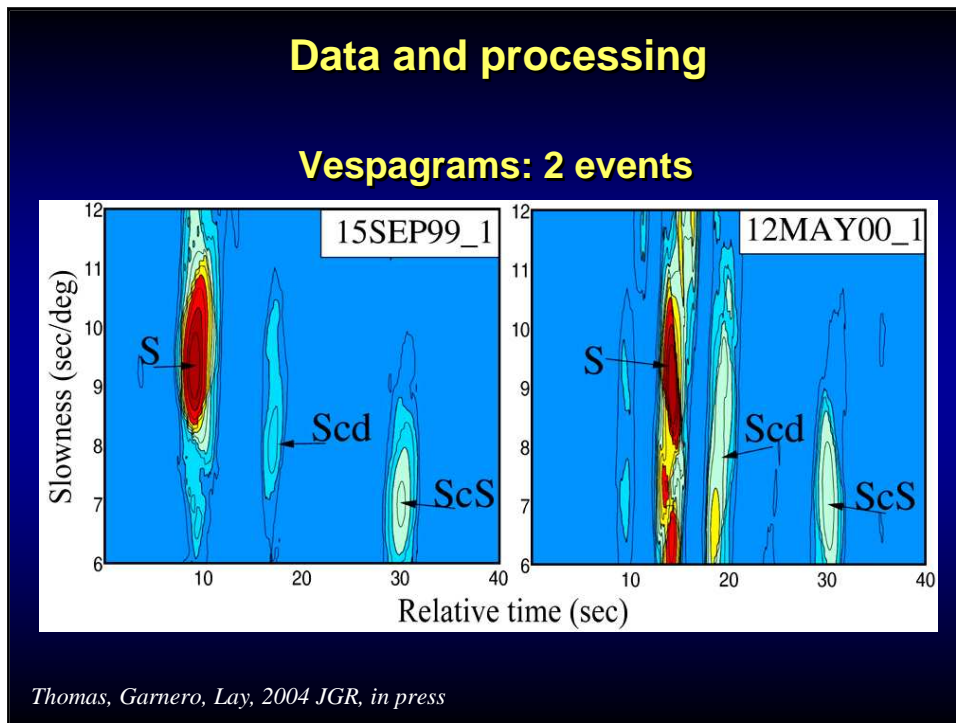 Data and processing
Vespagrams: 2 events
15SEP99_1
12MAY00_1
Slowness (sec/deg)
12
11
10
9
8
7
6
S
Scd
ScS
10
20
30
40
12
11
10
9
8
7
6
S
Scd
ScS
10
20
30
40
Relative time (sec)
Thomas, Garnero, Lay, 2004 JGR, in press